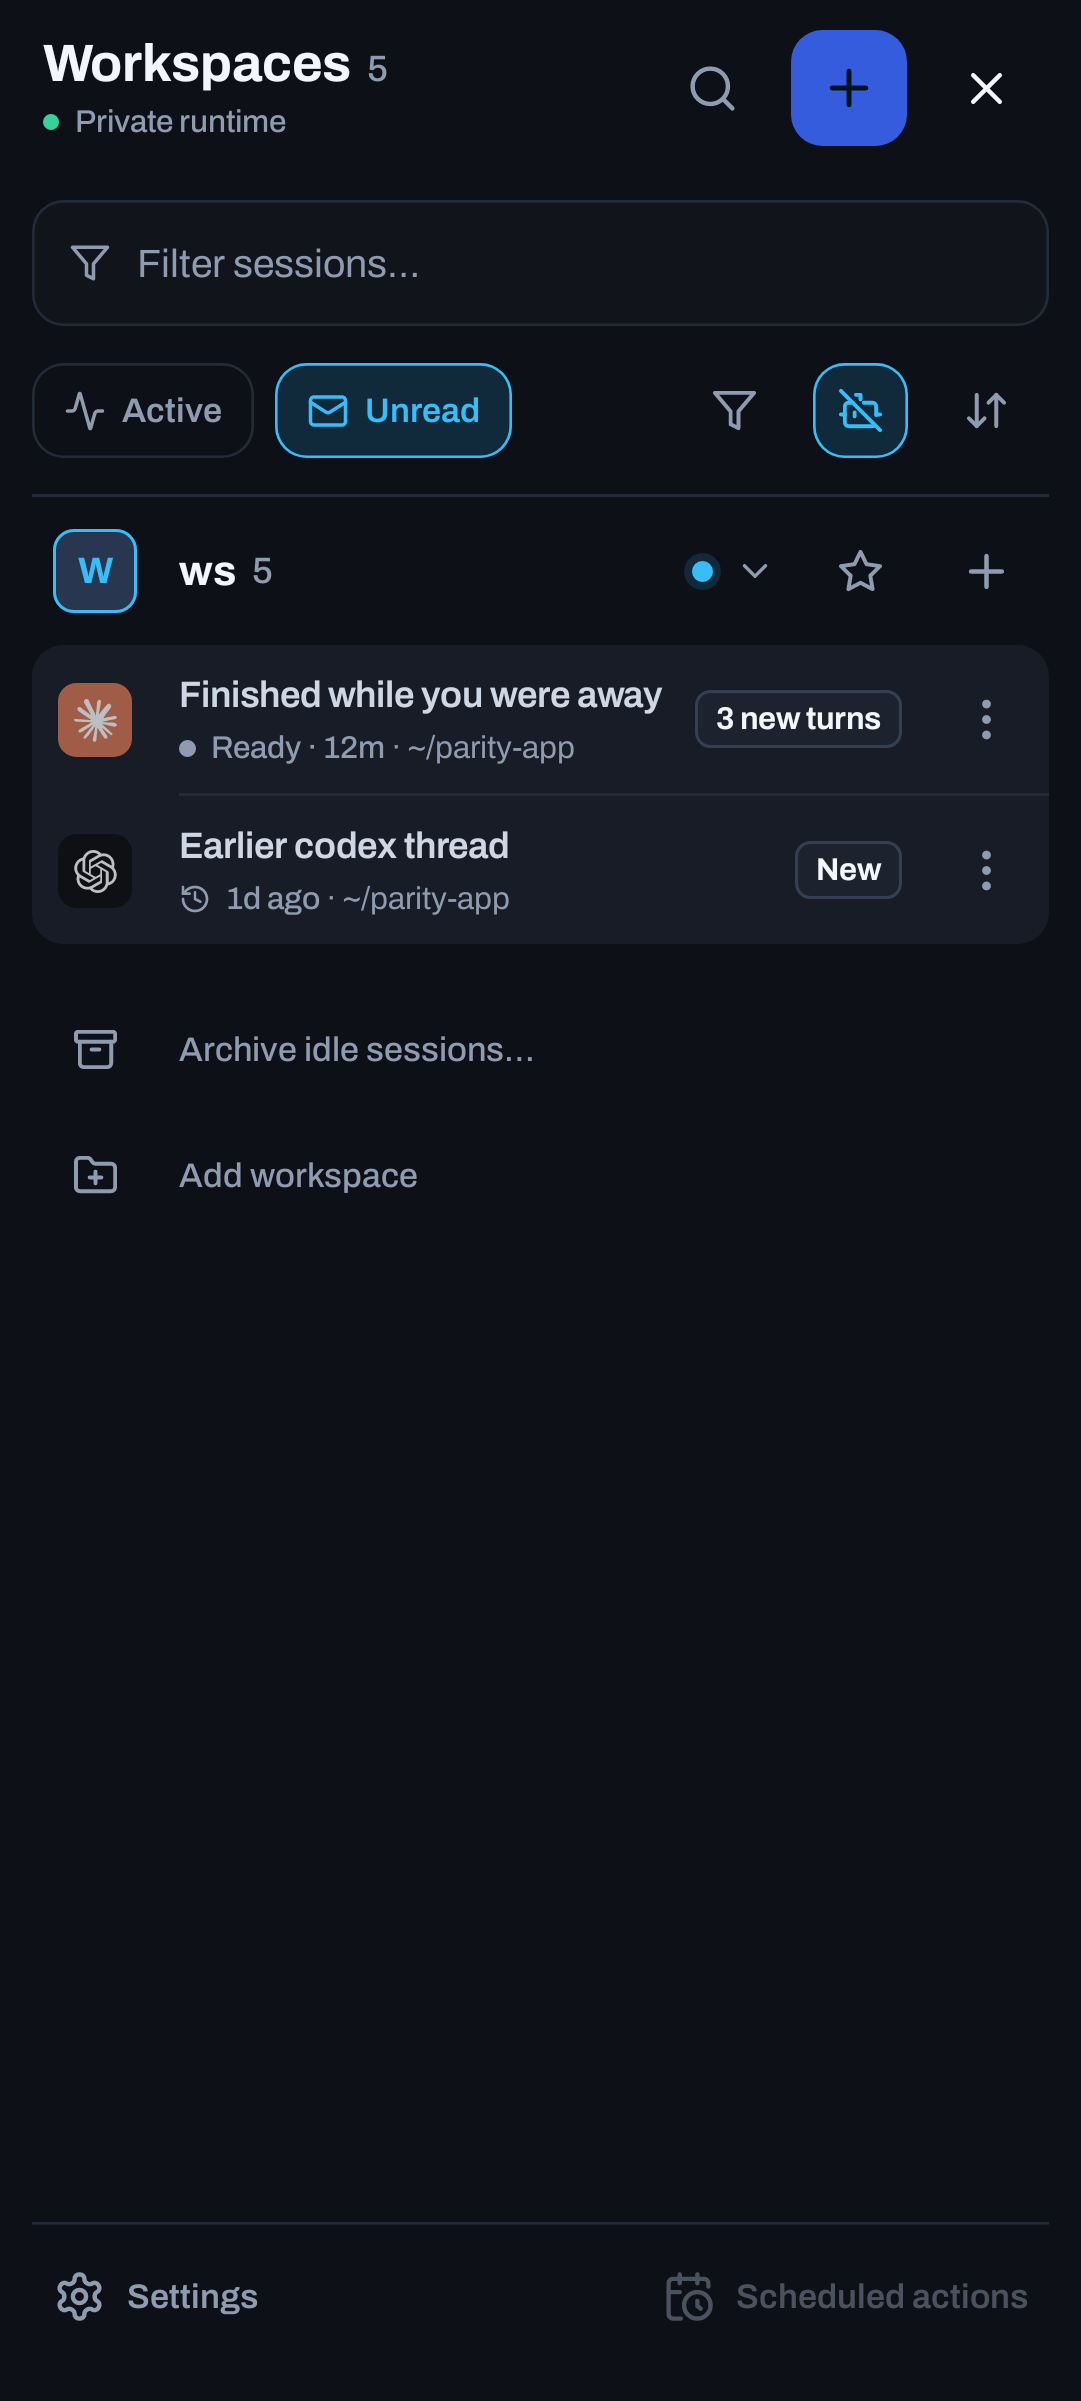 Workspaces 5
Private runtime
Filter sessions...
Active
Unread
W
ws 5
Finished while you were away
3 new turns
Ready · 12m · ~/parity-app
Earlier codex thread
New
1d ago · ~/parity-app
Archive idle sessions...
Add workspace
Settings
Scheduled actions